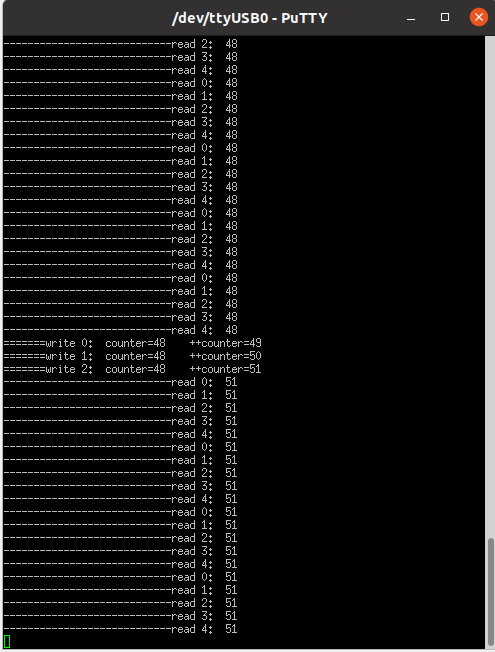 /dev/ttyUSB0 - PuTTY
----------------------------read 2:  48
----------------------------read 3:  48
----------------------------read 4:  48
----------------------------read 0:  48
----------------------------read 1:  48
----------------------------read 2:  48
----------------------------read 3:  48
----------------------------read 4:  48
----------------------------read 0:  48
----------------------------read 1:  48
----------------------------read 2:  48
----------------------------read 3:  48
----------------------------read 4:  48
----------------------------read 0:  48
----------------------------read 1:  48
----------------------------read 2:  48
----------------------------read 3:  48
----------------------------read 4:  48
----------------------------read 0:  48
----------------------------read 1:  48
----------------------------read 2:  48
----------------------------read 3:  48
----------------------------read 4:  48
=======write 0:  counter=48    ++counter=49
=======write 1:  counter=48    ++counter=50
=======write 2:  counter=48    ++counter=51
----------------------------read 0:  51
----------------------------read 1:  51
----------------------------read 2:  51
----------------------------read 3:  51
----------------------------read 4:  51
----------------------------read 0:  51
----------------------------read 1:  51
----------------------------read 2:  51
----------------------------read 3:  51
----------------------------read 4:  51
----------------------------read 0:  51
----------------------------read 1:  51
----------------------------read 2:  51
----------------------------read 3:  51
----------------------------read 4:  51
----------------------------read 0:  51
----------------------------read 1:  51
----------------------------read 2:  51
----------------------------read 3:  51
----------------------------read 4:  51